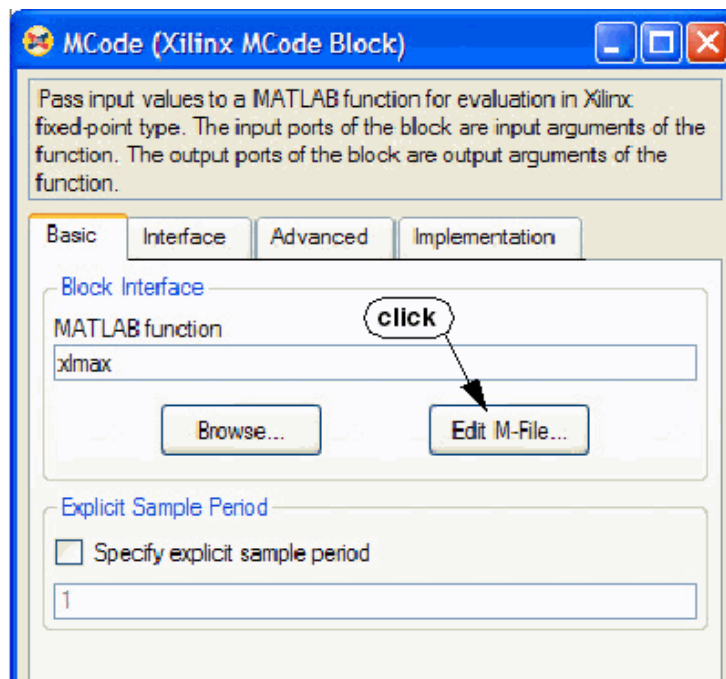 MCode (Xilinx MCode Block)
Pass input values to a MATLAB function for evaluation in Xilinx
fixed-point type. The input ports of the block are input arguments of the
function. The output ports of the block are output arguments of the
function.
Basic Interface Advanced Implementation
Block Interface
click
MATLAB function
xlmax
Browse... Edit M-File...
Explicit Sample Period
Specify explicit sample period
1